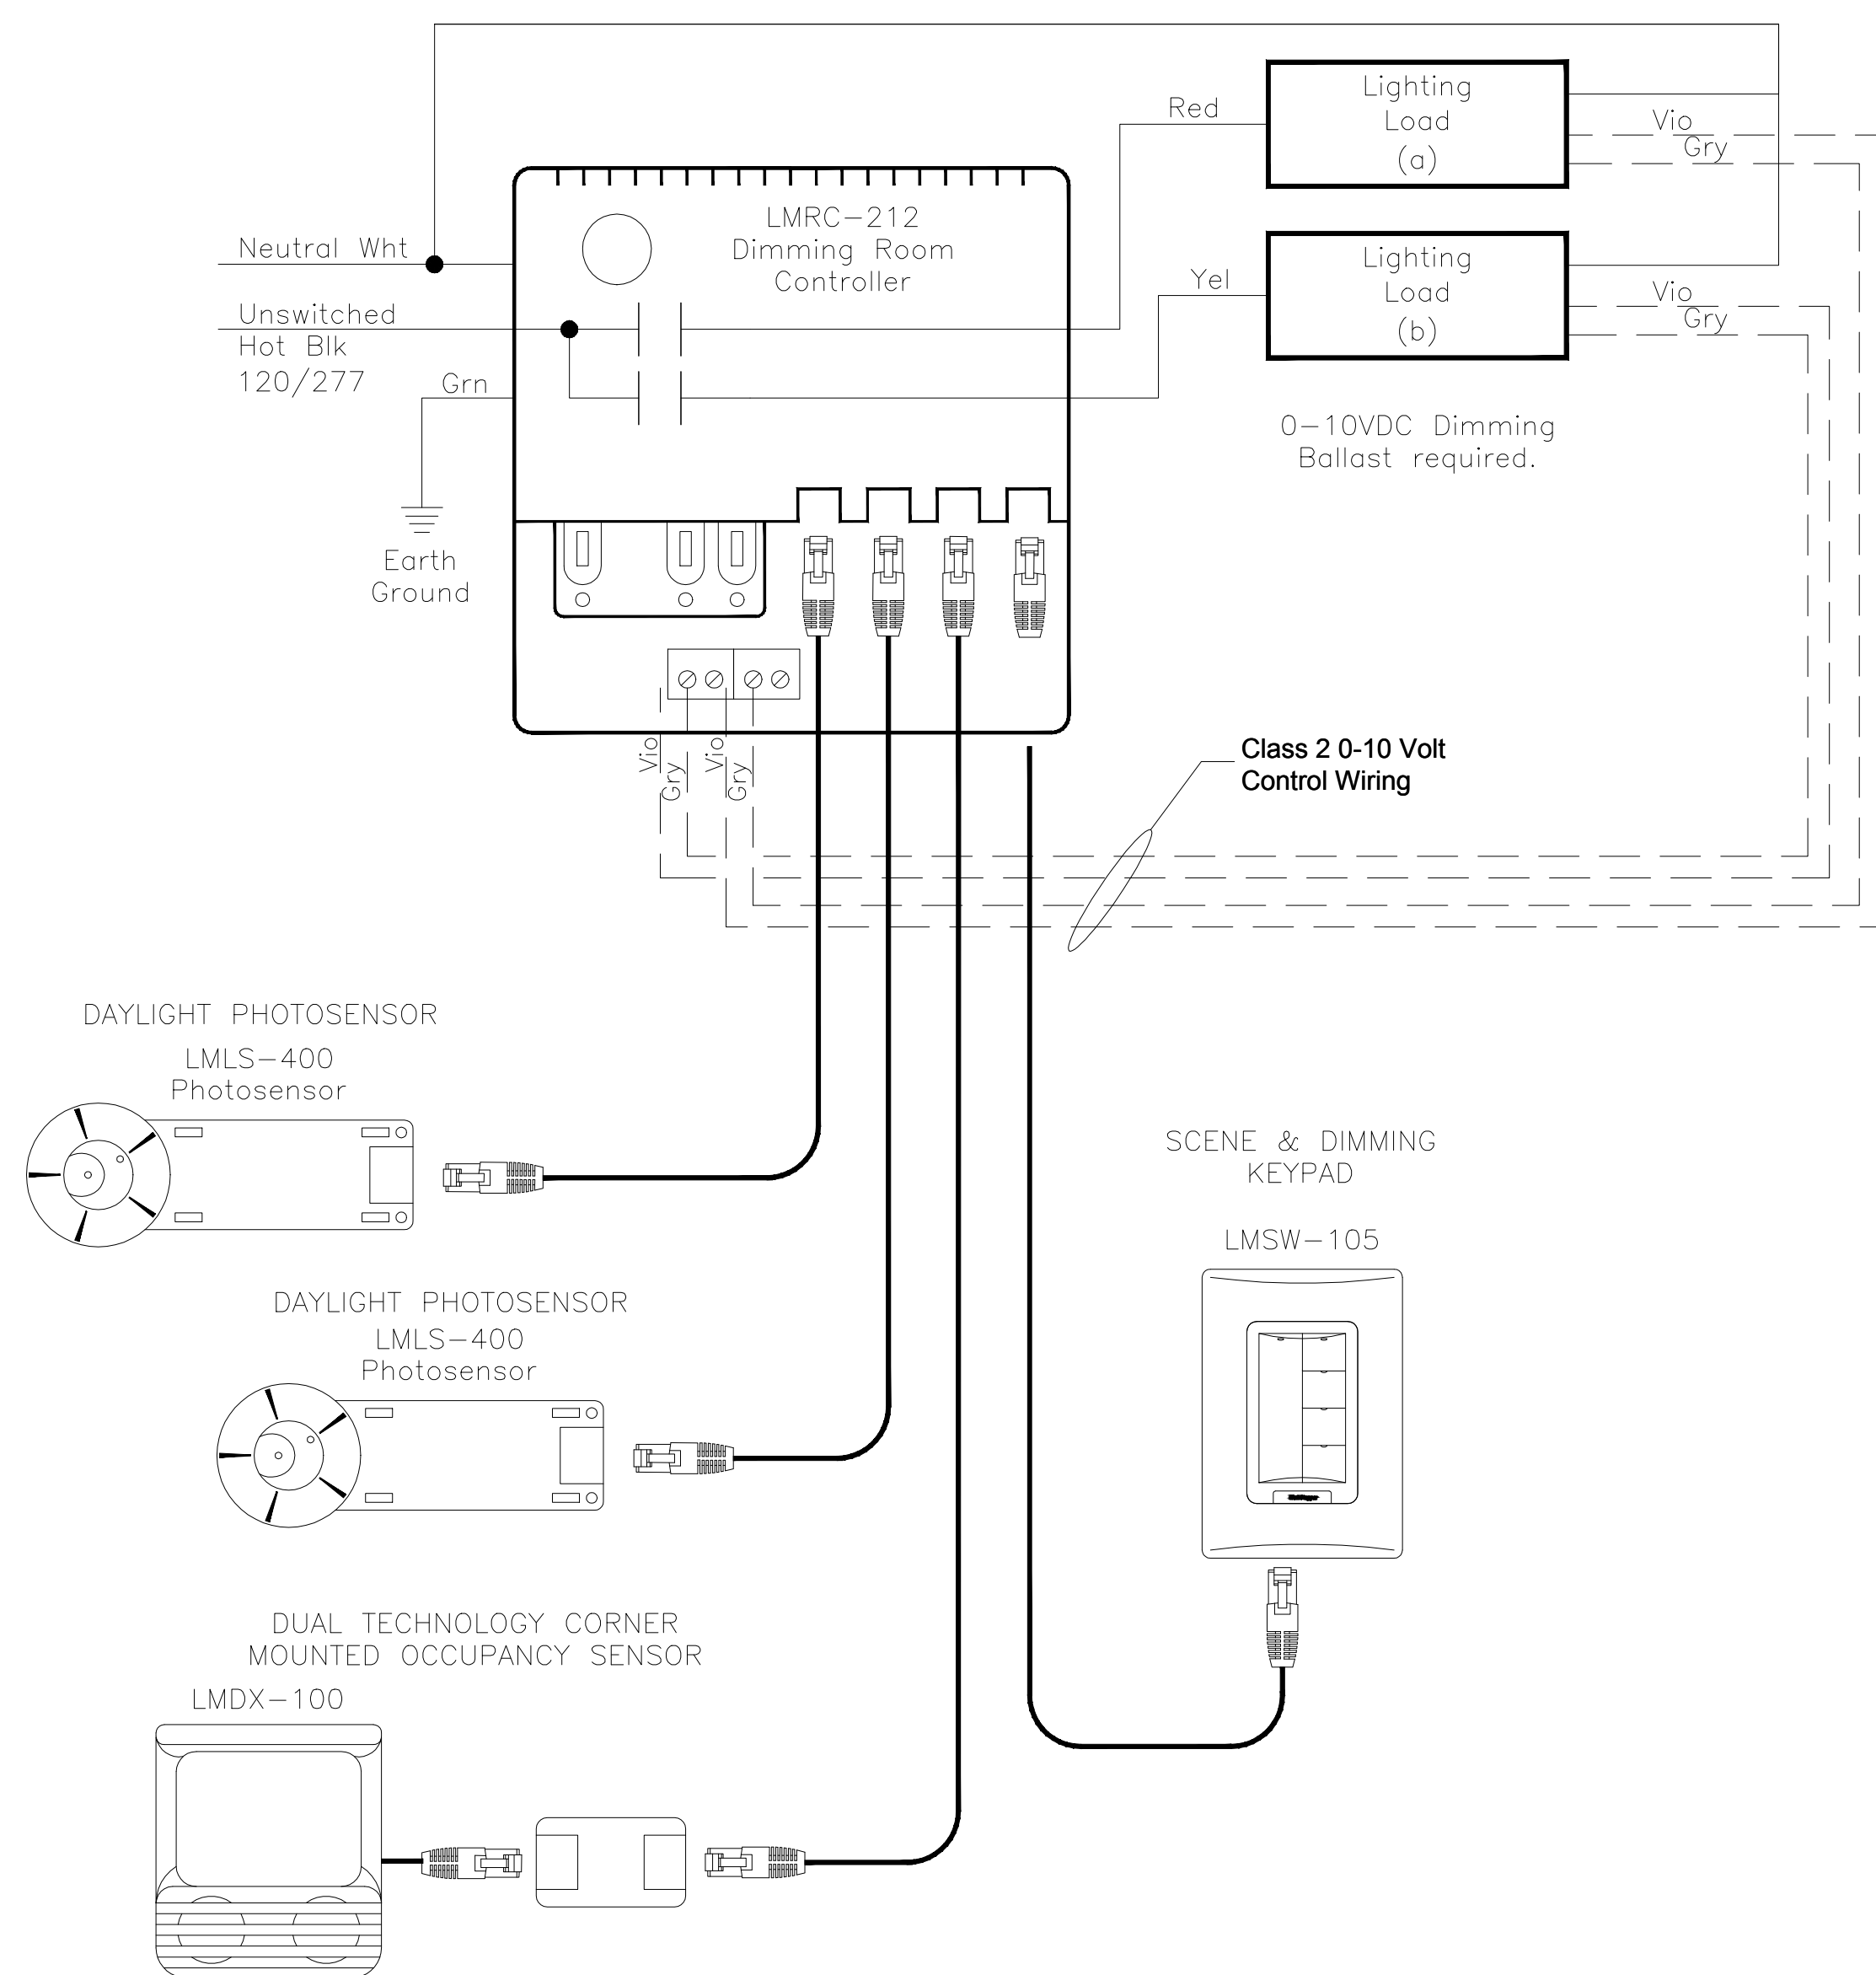 Red
Lighting
Load
(a)
Vio
Gry
LMRC-212
Dimming Room
Controller
Neutral Wht
Yel
Lighting
Load
(b)
Vio
Gry
Unswitched
Hot Blk
120/277
Grn
0-10VDC Dimming
Ballast required.
Earth
Ground
Vio
Gry
Vio
Gry
Class 2 0-10 Volt
Control Wiring
DAYLIGHT PHOTOSENSOR
LMLS-400
Photosensor
SCENE & DIMMING
KEYPAD
LMSW-105
DAYLIGHT PHOTOSENSOR
LMLS-400
Photosensor
DUAL TECHNOLOGY CORNER
MOUNTED OCCUPANCY SENSOR
LMDX-100